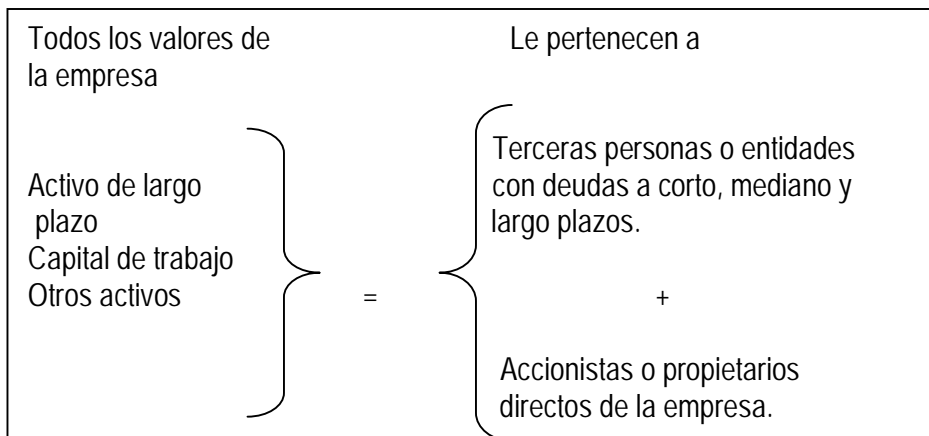 Todos los valores de
la empresa
Le pertenecen a
Activo de largo
plazo
Capital de trabajo
Otros activos
=
Terceras personas o entidades
con deudas a corto, mediano y
largo plazos.
+
Accionistas o propietarios
directos de la empresa.